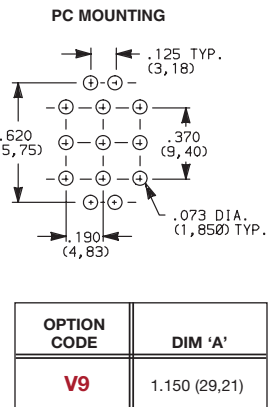 PC MOUNTING
.125 TYP.
(3,18)
.620
5,75)
.370
(9,40)
.073 DIA.
(1,850) TYP.
.190
(4,83)
OPTION CODE
DIM ‘A’
V9
1.150 (29,21)